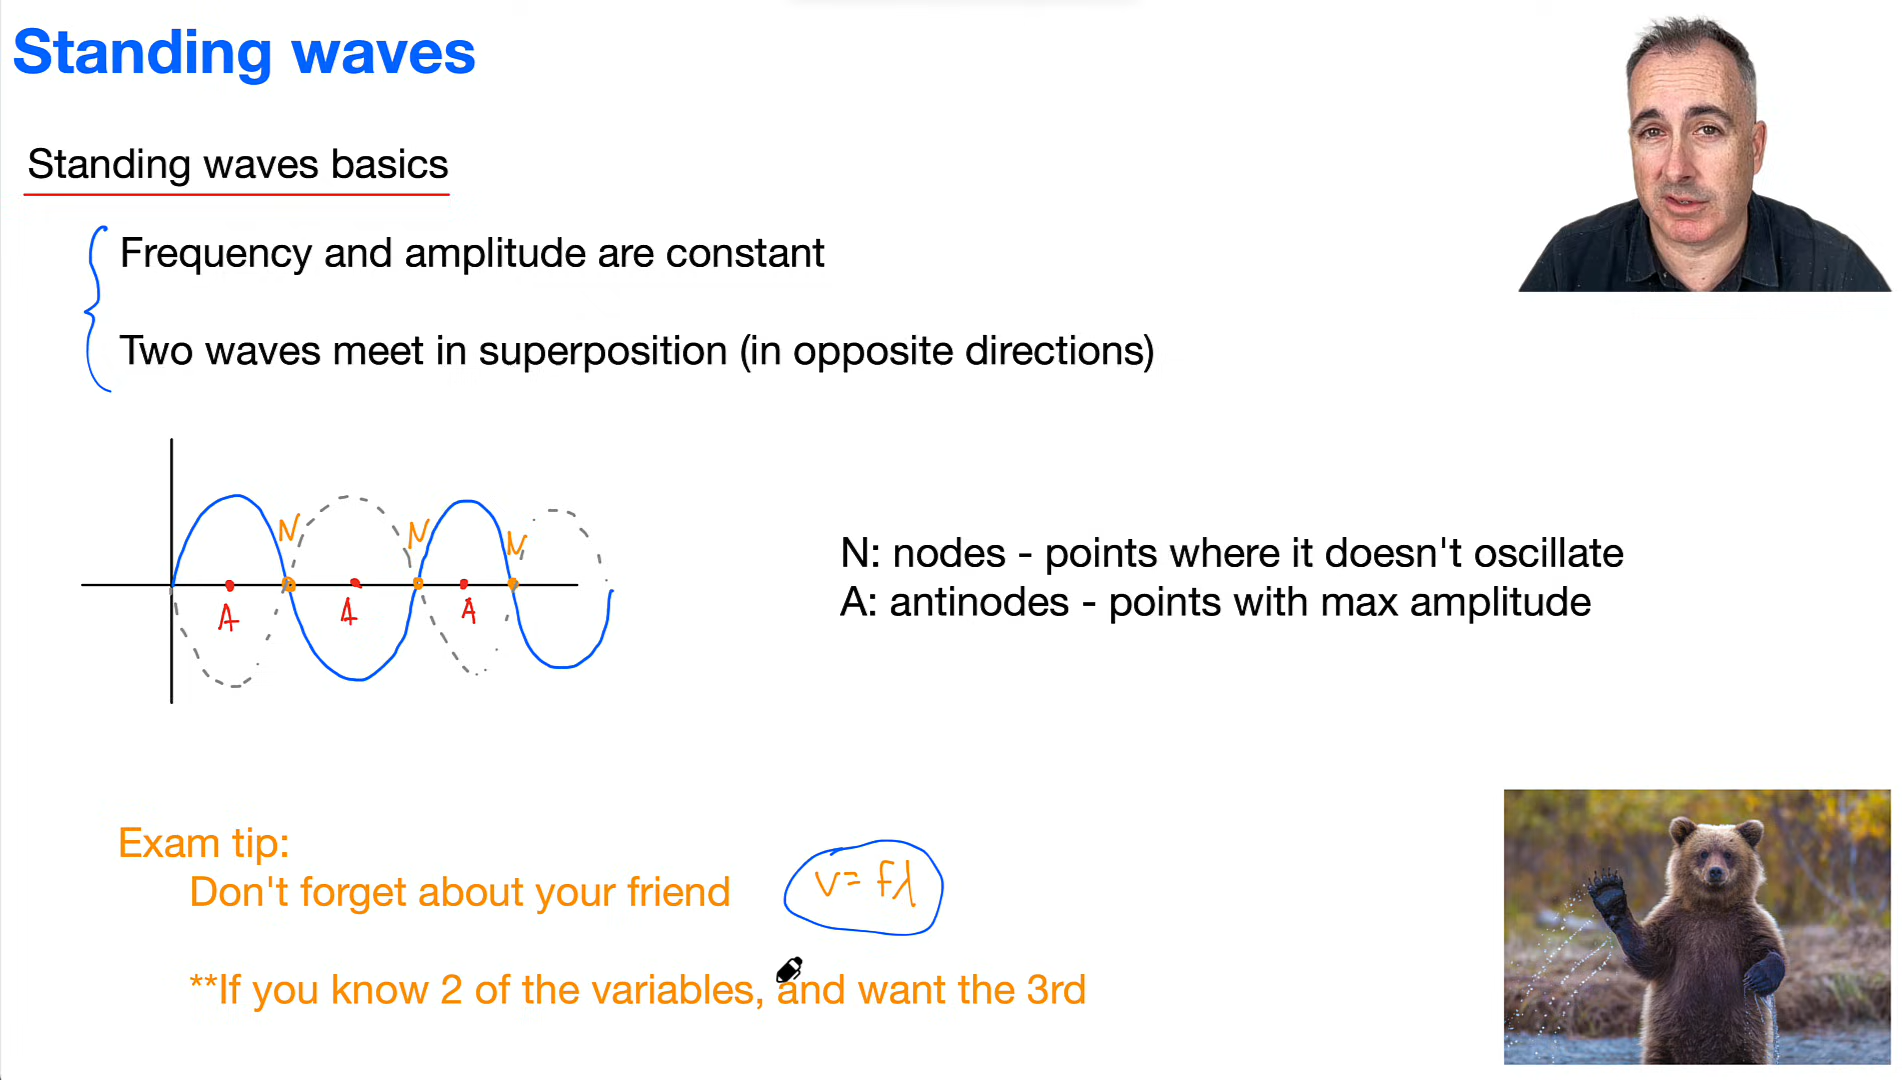 Standing waves
Standing waves basics
Frequency and amplitude are constant
Two waves meet in superposition (in opposite directions)
N N N
A A A
N: nodes - points where it doesn't oscillate
A: antinodes - points with max amplitude
Exam tip:
Don't forget about your friend v = fλ
**If you know 2 of the variables, and want the 3rd